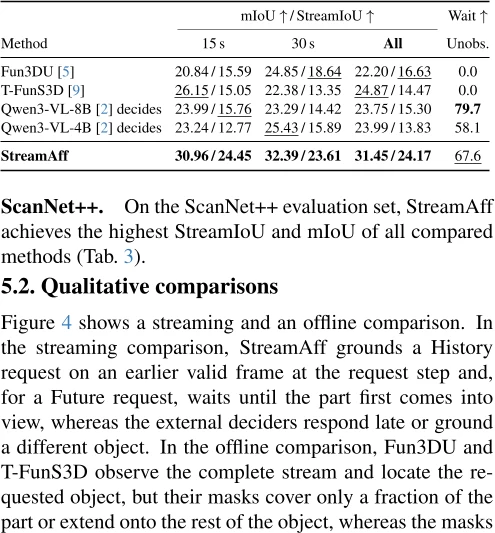 mIoU ↑ / StreamIoU ↑ Wait ↑
Method 15 s 30 s All Unobs.
Fun3DU [5] 20.84 / 15.59 24.85 / 18.64 22.20 / 16.63 0.0
T-FunS3D [9] 26.15 / 15.05 22.38 / 13.35 24.87 / 14.47 0.0
Qwen3-VL-8B [2] decides 23.99 / 15.76 23.29 / 14.42 23.75 / 15.30 79.7
Qwen3-VL-4B [2] decides 23.24 / 12.77 25.43 / 15.89 23.99 / 13.83 58.1
StreamAff 30.96 / 24.45 32.39 / 23.61 31.45 / 24.17 67.6
ScanNet++. On the ScanNet++ evaluation set, StreamAff
achieves the highest StreamIoU and mIoU of all compared
methods (Tab. 3).
5.2. Qualitative comparisons
Figure 4 shows a streaming and an offline comparison. In
the streaming comparison, StreamAff grounds a History
request on an earlier valid frame at the request step and,
for a Future request, waits until the part first comes into
view, whereas the external deciders respond late or ground
a different object. In the offline comparison, Fun3DU and
T-FunS3D observe the complete stream and locate the re-
quested object, but their masks cover only a fraction of the
part or extend onto the rest of the object, whereas the masks